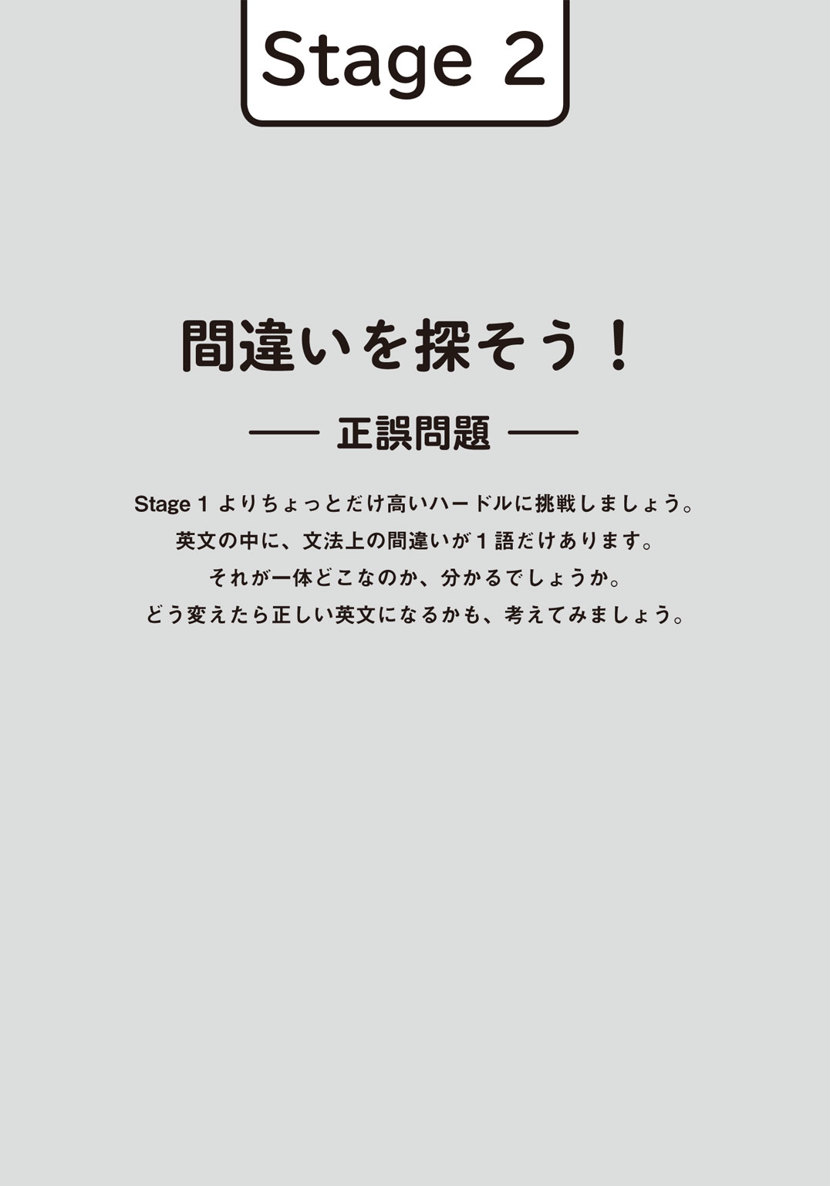 Stage 2
間違いを探そう！
── 正誤問題 ──
Stage 1 よりちょっとだけ高いハードルに挑戦しましょう。
英文の中に、文法上の間違いが1語だけあります。
それが一体どこなのか、分かるでしょうか。
どう変えたら正しい英文になるかも、考えてみましょう。